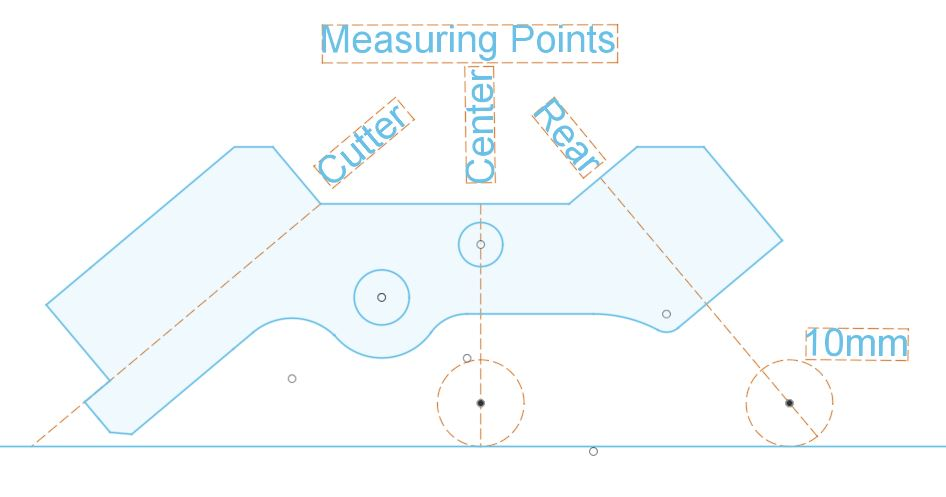 Measuring Points
Cutter
Center
Rear
10mm